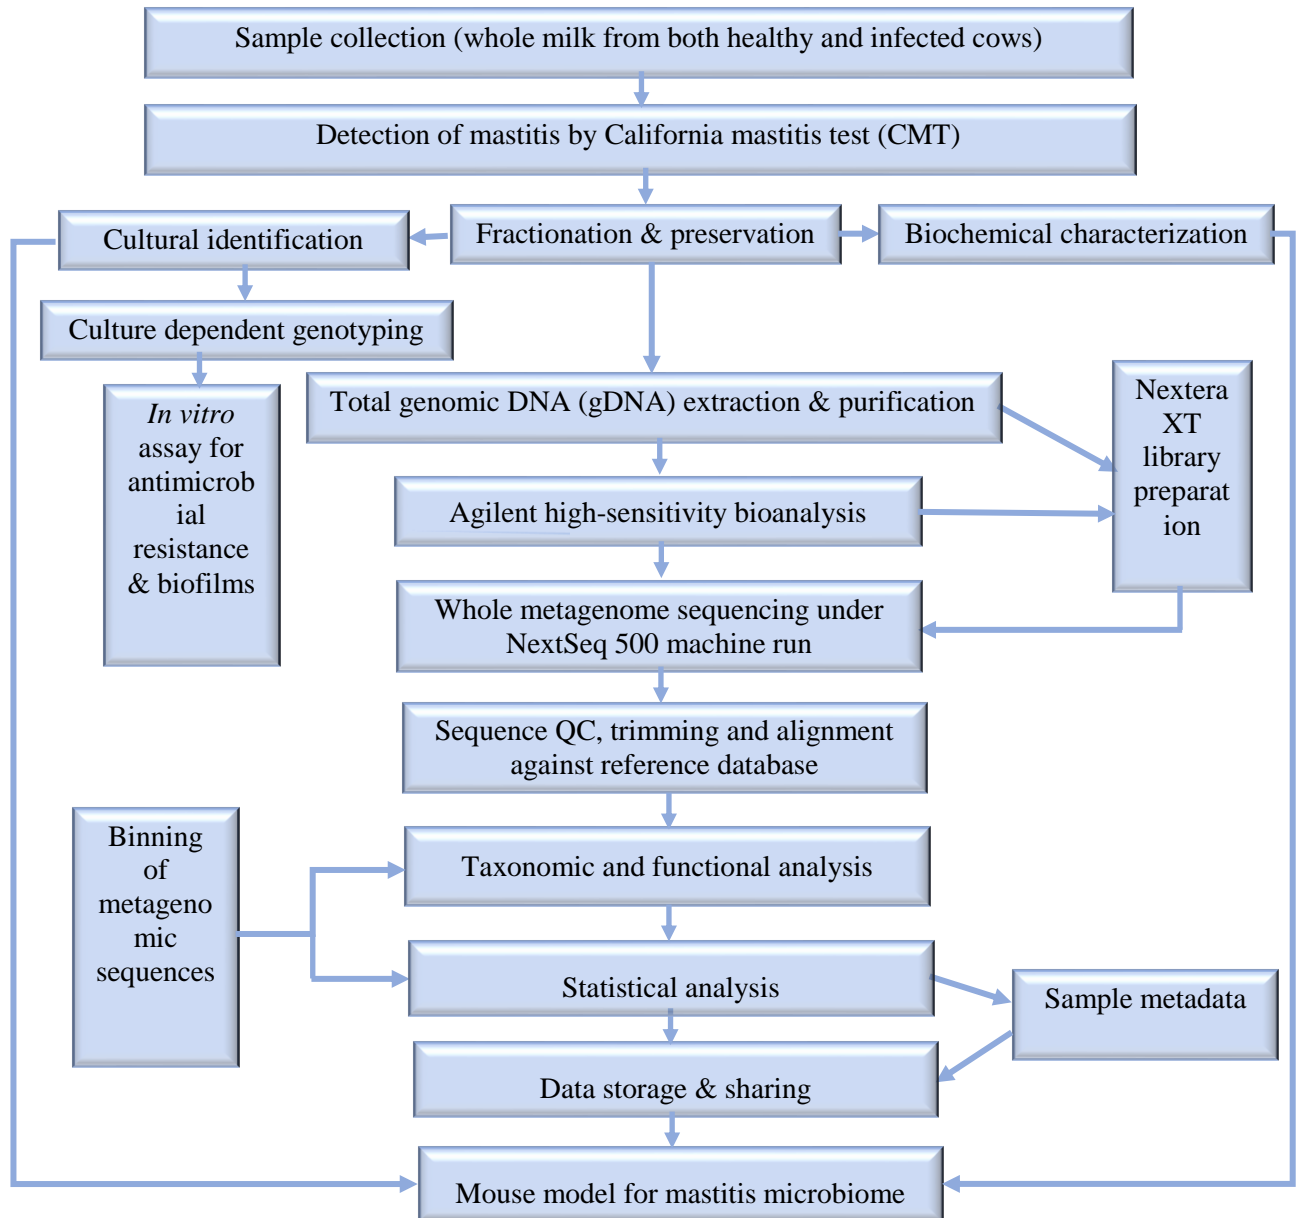 Sample collection (whole milk from both healthy and infected cows)
Detection of mastitis by California mastitis test (CMT)
Cultural identification
Fractionation & preservation
Biochemical characterization
Culture dependent genotyping
In vitro
assay for
antimicrob
ial
resistance
& biofilms
Total genomic DNA (gDNA) extraction & purification
Nextera
XT
library
preparat
ion
Agilent high-sensitivity bioanalysis
Whole metagenome sequencing under
NextSeq 500 machine run
Sequence QC, trimming and alignment
against reference database
Binning
of
metageno
mic
sequences
Taxonomic and functional analysis
Statistical analysis
Sample metadata
Data storage & sharing
Mouse model for mastitis microbiome